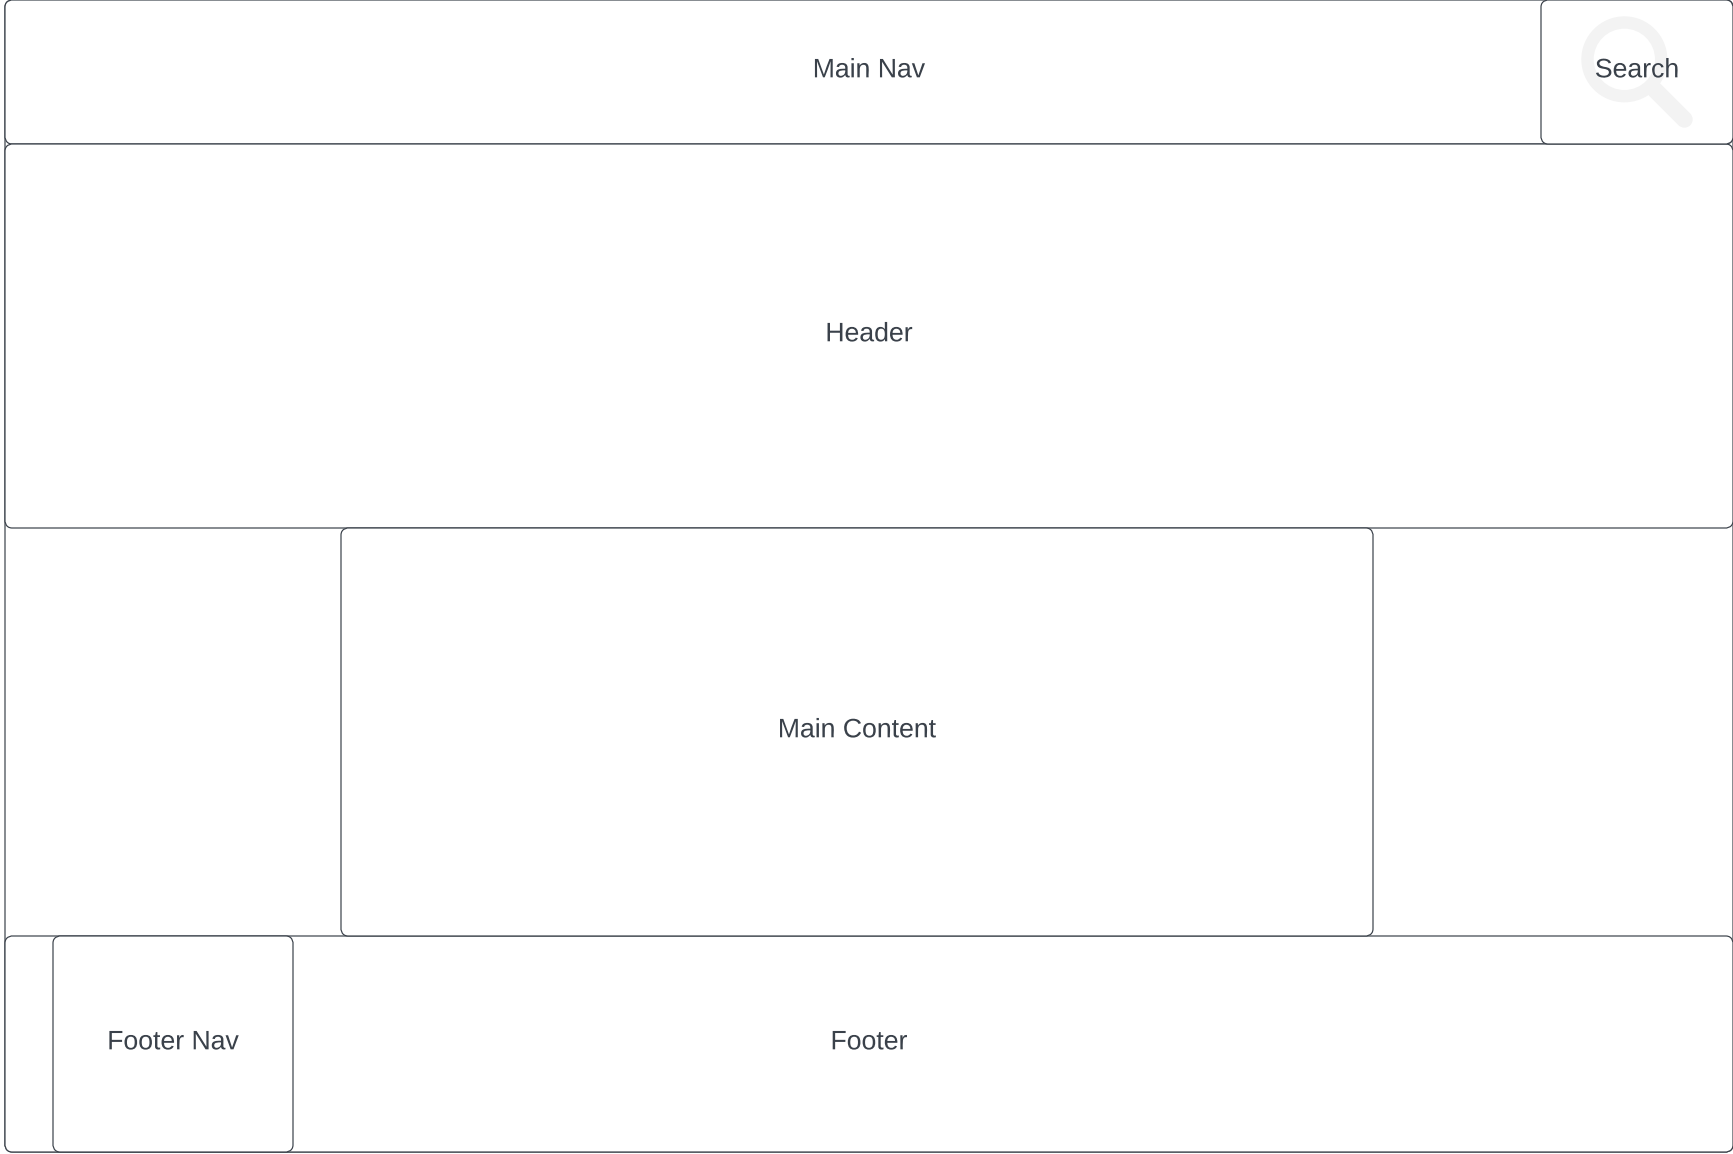 Main Nav
Search
Header
Main Content
Footer Nav
Footer